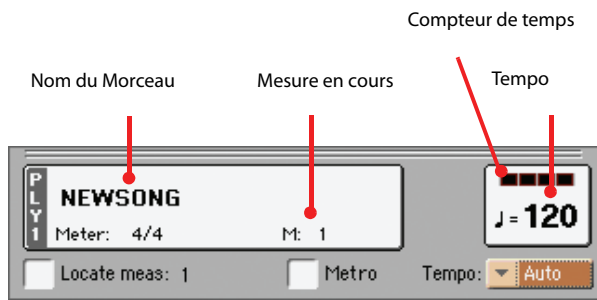 Compteur de temps
Nom du Morceau Mesure en cours Tempo
PLY1
NEWSONG
Meter: 4/4 M: 1
♩= 120
Locate meas: 1 Metro Tempo: Auto